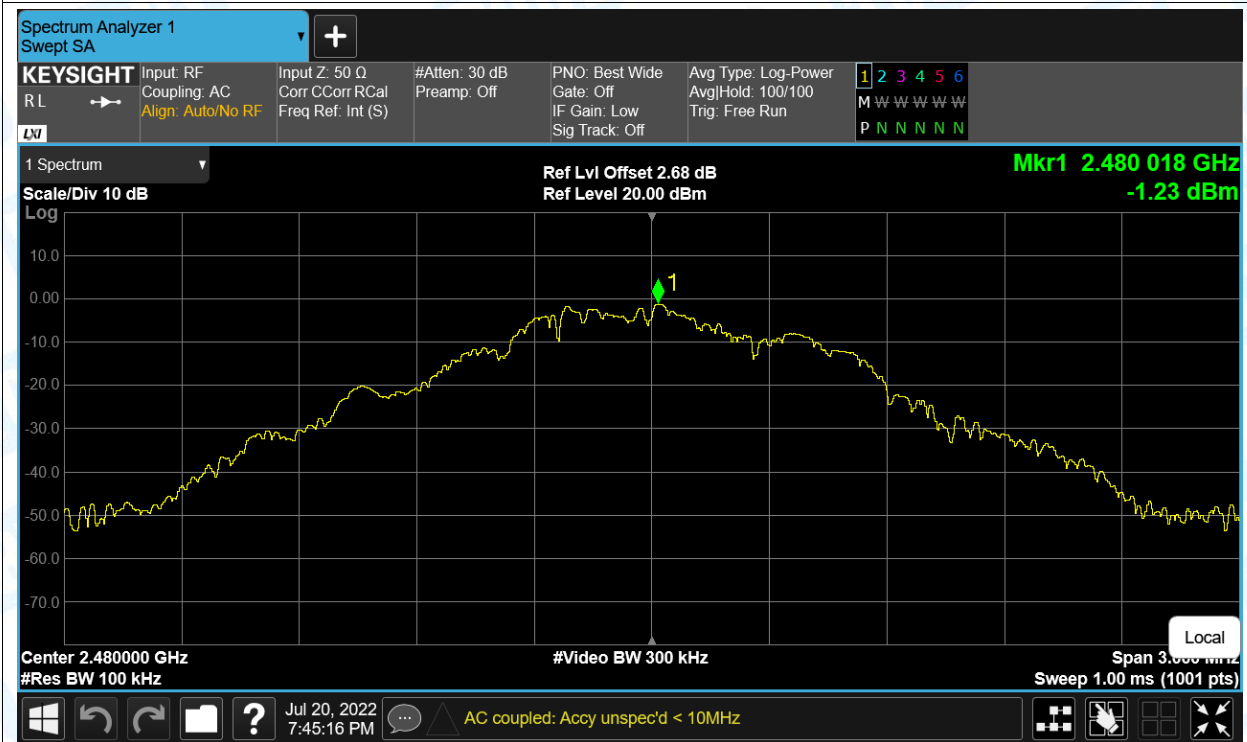 Spectrum Analyzer 1
Swept SA
KEYSIGHT
R L
LXI
Input: RF
Coupling: AC
Align: Auto/No RF
Input Z: 50 Ω
Corr CCorr RCal
Freq Ref: Int (S)
#Atten: 30 dB
Preamp: Off
PNO: Best Wide
Gate: Off
IF Gain: Low
Sig Track: Off
Avg Type: Log-Power
Avg|Hold: 100/100
Trig: Free Run
1 2 3 4 5 6
M W W W W W W
P N N N N N
1 Spectrum
Scale/Div 10 dB
Log
Ref Lvl Offset 2.68 dB
Ref Level 20.00 dBm
Mkr1 2.480 018 GHz
-1.23 dBm
10.0
0.00
-10.0
-20.0
-30.0
-40.0
-50.0
-60.0
-70.0
1
Local
Center 2.480000 GHz
#Res BW 100 kHz
#Video BW 300 kHz
Span
Sweep 1.00 ms (1001 pts)
?
Jul 20, 2022
7:45:16 PM
AC coupled: Accy unspec'd < 10MHz